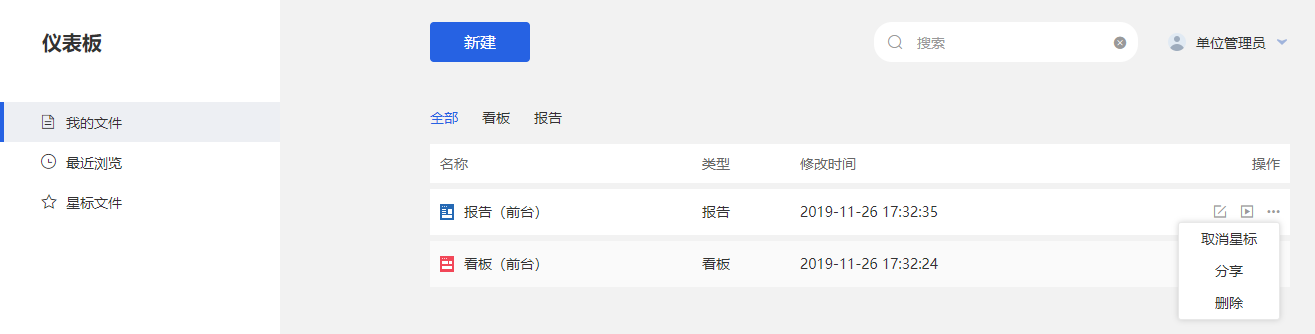 仪表板
新建
搜索
单位管理员
我的文件
最近浏览
星标文件
全部 看板 报告
名称 类型 修改时间 操作
报告（前台） 报告 2019-11-26 17:32:35
看板（前台） 看板 2019-11-26 17:32:24
取消星标
分享
删除